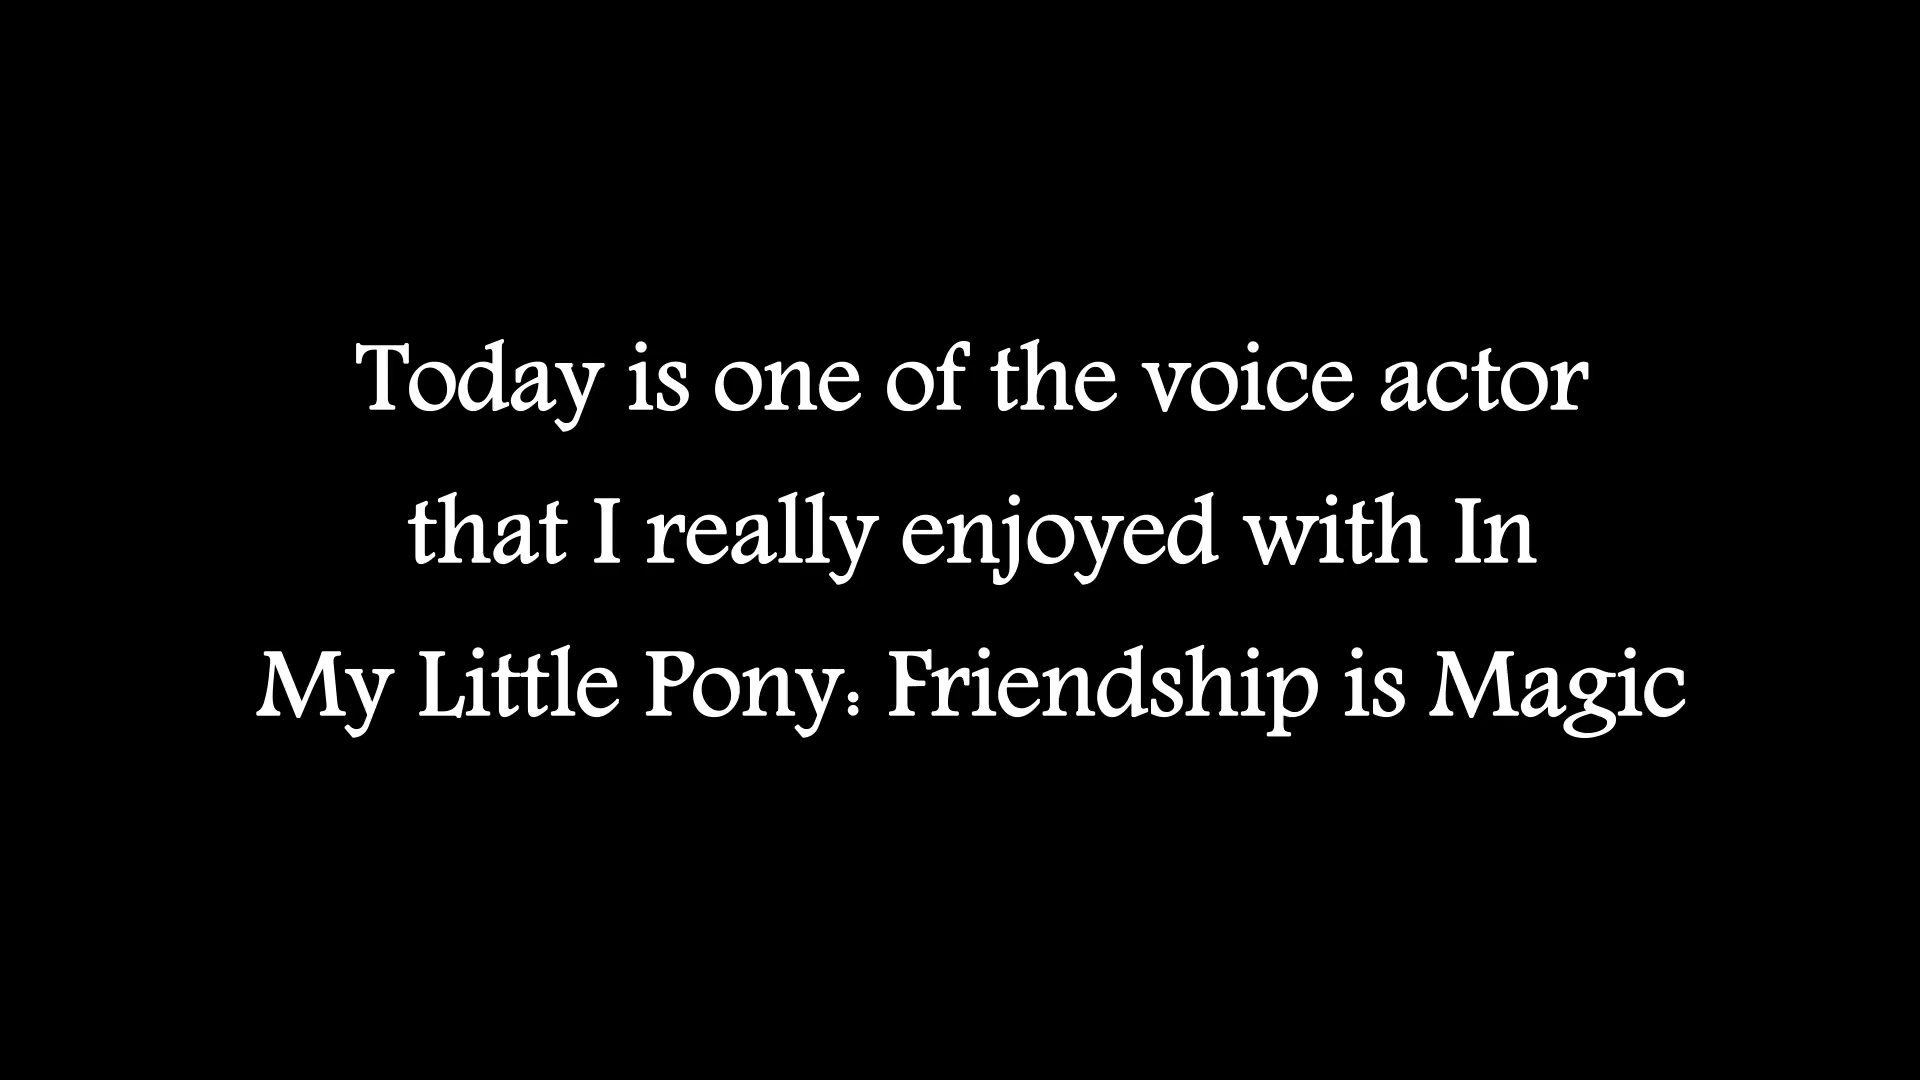 Today is one of the voice actor
that I really enjoyed with In
My Little Pony: Friendship is Magic